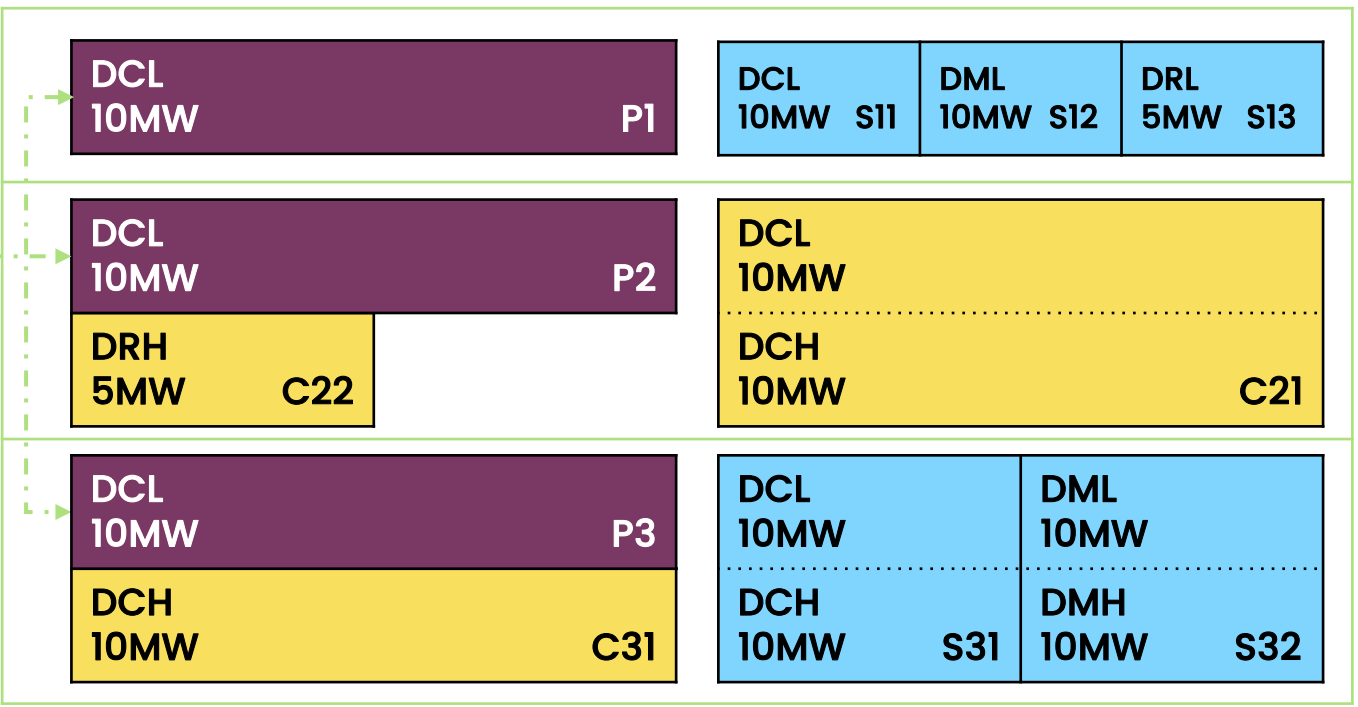 DCL
10MW P1
DCL
10MW S11
DML
10MW S12
DRL
5MW S13
DCL
10MW P2
DRH
5MW C22
DCL
10MW
DCH
10MW C21
DCL
10MW P3
DCH
10MW C31
DCL
10MW
DCH
10MW S31
DML
10MW
DMH
10MW S32